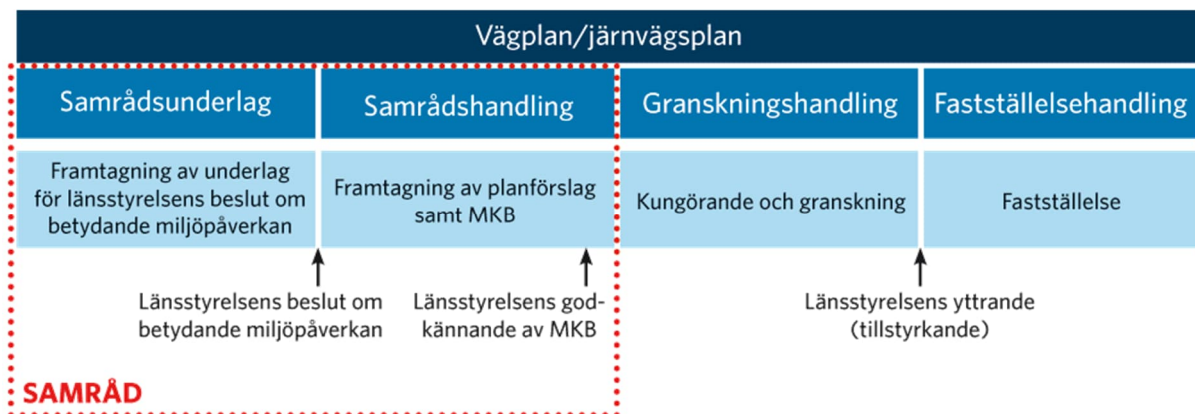 Vägplan/järnvägsplan
Samrådsunderlag
Samrådshandling
Granskningshandling
Fastställelsehandling
Framtagning av underlag
för länsstyrelsens beslut om
betydande miljöpåverkan
Framtagning av planförslag
samt MKB
Kungörande och granskning
Fastställelse
Länsstyrelsens beslut om
betydande miljöpåverkan
Länsstyrelsens god-
kännande av MKB
Länsstyrelsens yttrande
(tillstyrkande)
SAMRÅD